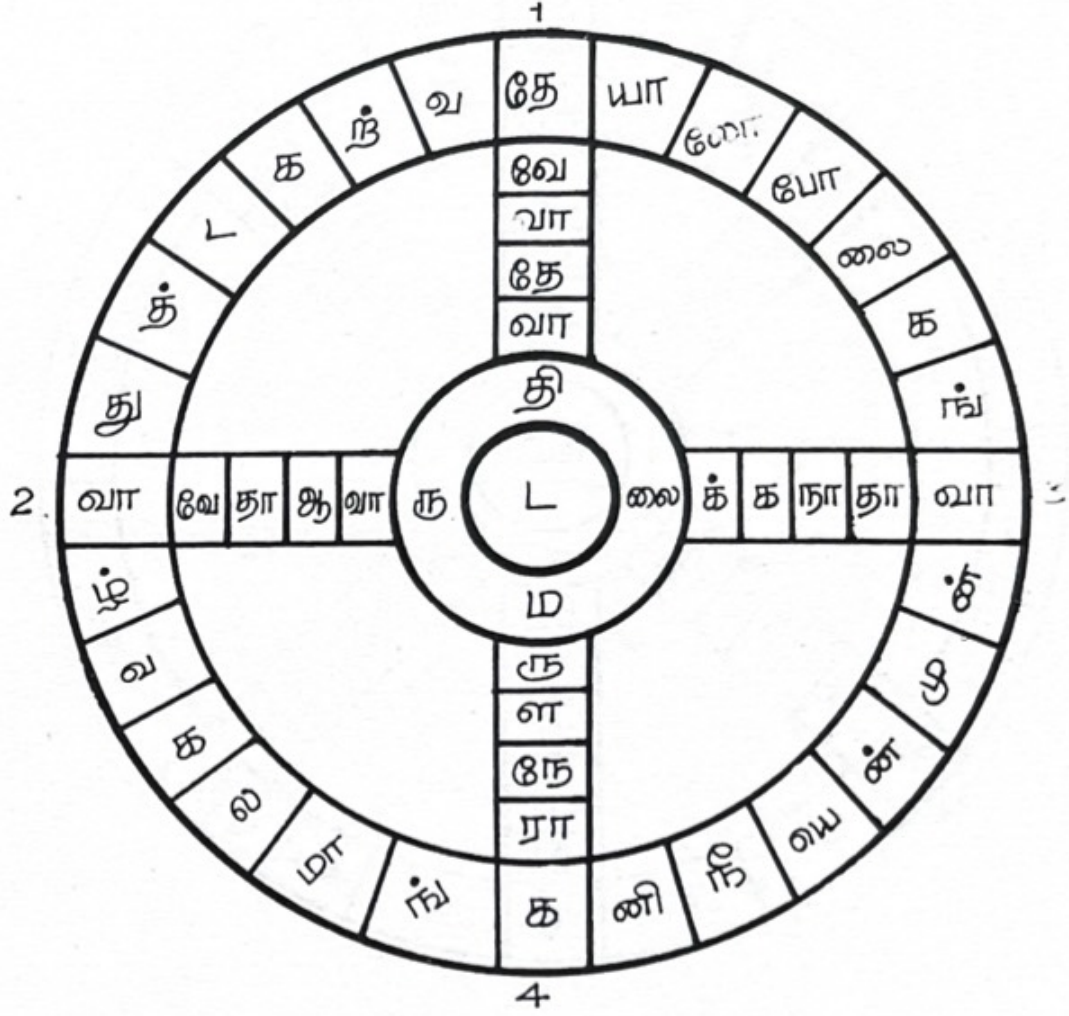 1
தே யா போ லை க ங் வா ன் மு ன் யெ நீ னி க ங் மா ல க வ ழ் வா து த் ட க ற் வ
வே
வா
தே
வா
தி
2 வே தா ஆ வா ரு ட லை க் க நா தா
ம
ரு
ள
நே
ரா
4